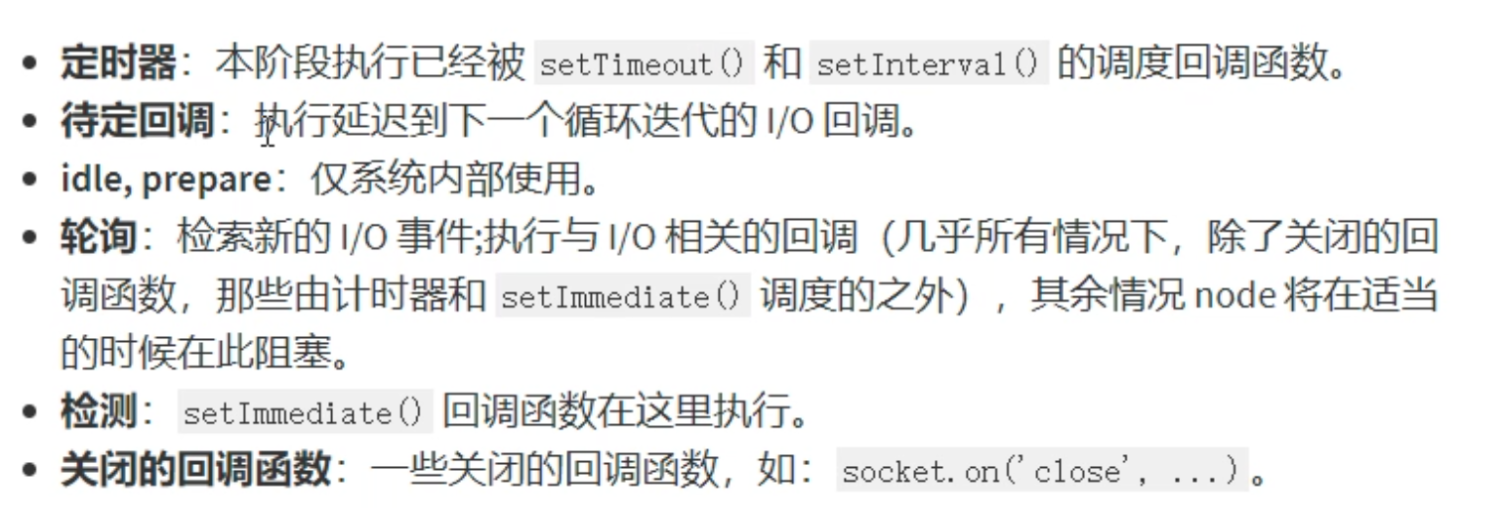 • 定时器：本阶段执行已经被 setTimeout() 和 setInterval() 的调度回调函数。
• 待定回调：执行延迟到下一个循环迭代的 I/O 回调。
• idle, prepare：仅系统内部使用。
• 轮询：检索新的 I/O 事件;执行与 I/O 相关的回调（几乎所有情况下，除了关闭的回
调函数，那些由计时器和 setImmediate() 调度的之外），其余情况 node 将在适当
的时候在此阻塞。
• 检测：setImmediate() 回调函数在这里执行。
• 关闭的回调函数：一些关闭的回调函数，如：socket.on('close', ...)。